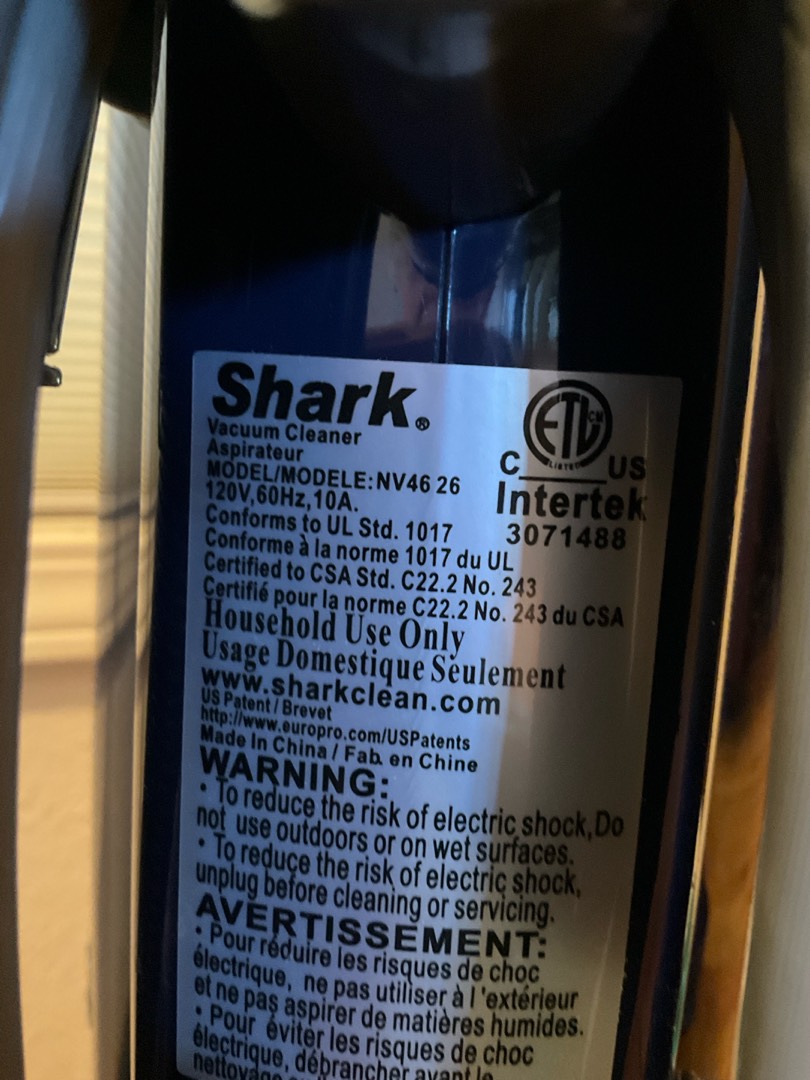 Shark®
Vacuum Cleaner
Aspirateur
MODEL/MODELE:NV46 26
120V,60Hz,10A.
Conforms to UL Std. 1017
Conforme à la norme 1017 du UL
Certified to CSA Std. C22.2 No. 243
Certifié pour la norme C22.2 No. 243 du CSA
ETL CM
LISTED
C US
Intertek
3071488
Household Use Only
Usage Domestique Seulement
www.sharkclean.com
US Patent / Brevet
http://www.europro.com/USPatents
Made In China / Fab. en Chine
WARNING:
• To reduce the risk of electric shock,Do
not use outdoors or on wet surfaces.
• To reduce the risk of electric shock,
unplug before cleaning or servicing.
AVERTISSEMENT:
• Pour réduire les risques de choc
électrique, ne pas utiliser à l'extérieur
et ne pas aspirer de matières humides.
• Pour éviter les risques de choc
électrique, débrancher avant le
nettoyage